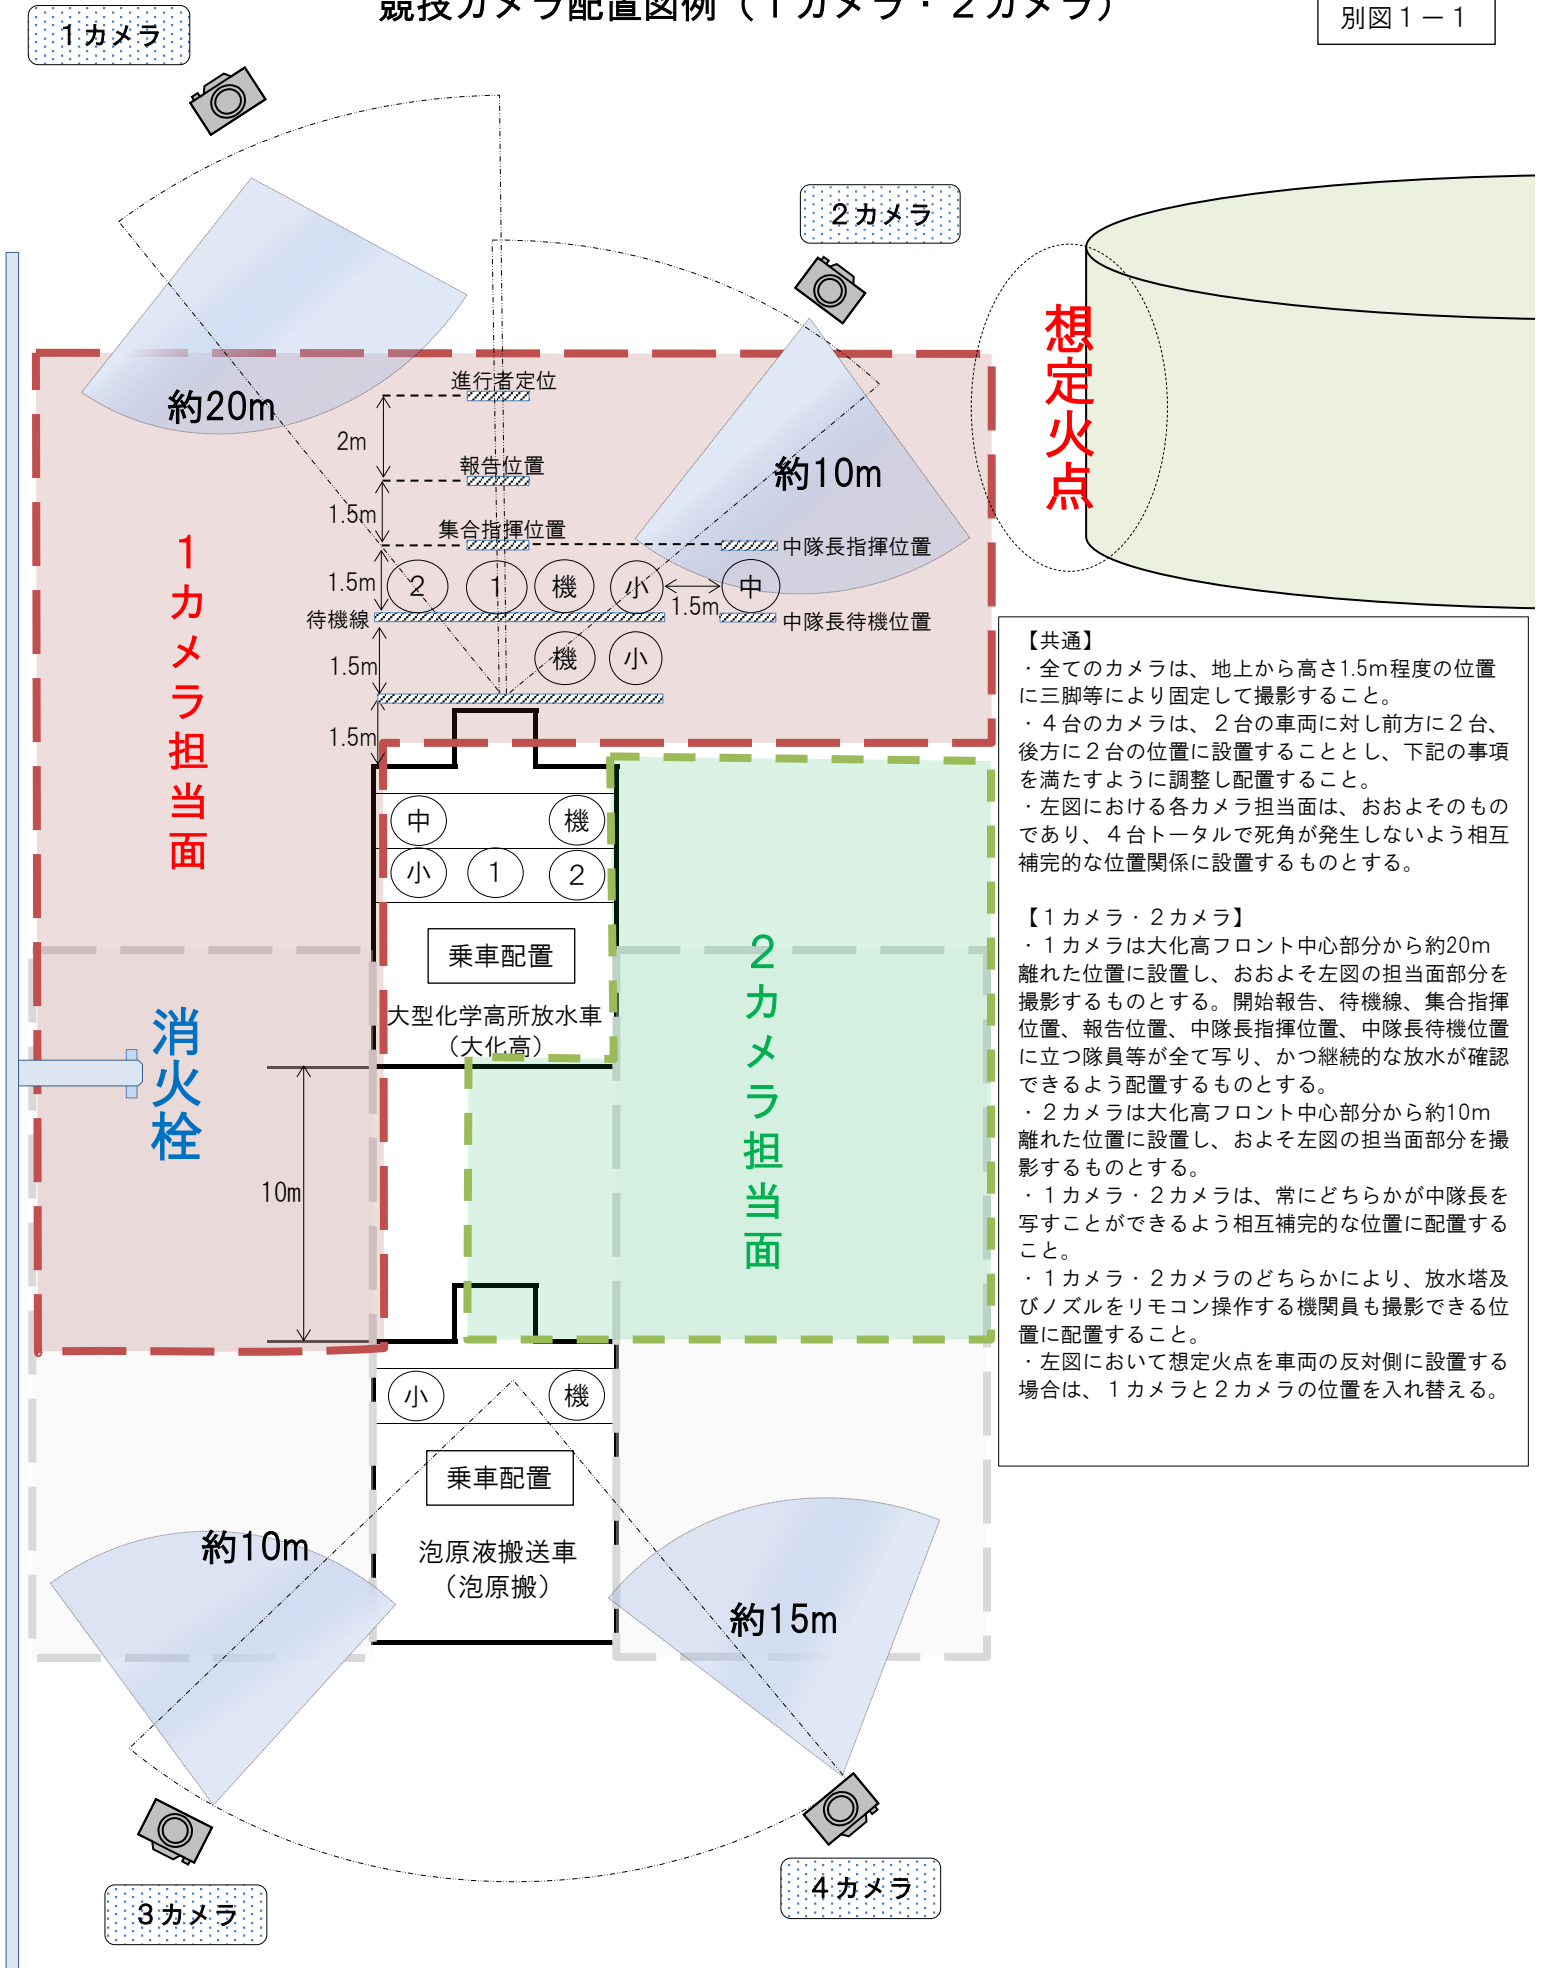 競技カメラ配置図例（１カメラ・２カメラ）
別図１－１
１カメラ
２カメラ
想定火点
約20m
進行者定位
2m
報告位置
約10m
1.5m
集合指揮位置
中隊長指揮位置
1.5m
２
１
機
小
中
1.5m
待機線
中隊長待機位置
1.5m
機
小
1.5m
１カメラ担当面
中
機
小
１
２
乗車配置
大型化学高所放水車
（大化高）
２カメラ担当面
消火栓
10m
小
機
乗車配置
泡原液搬送車
（泡原搬）
約10m
約15m
３カメラ
４カメラ
【共通】
・全てのカメラは、地上から高さ1.5m程度の位置
に三脚等により固定して撮影すること。
・４台のカメラは、２台の車両に対し前方に２台、
後方に２台の位置に設置することとし、下記の事項
を満たすように調整し配置すること。
・左図における各カメラ担当面は、おおよそのもの
であり、４台トータルで死角が発生しないよう相互
補完的な位置関係に設置するものとする。
【１カメラ・２カメラ】
・１カメラは大化高フロント中心部分から約20m
離れた位置に設置し、おおよそ左図の担当面部分を
撮影するものとする。開始報告、待機線、集合指揮
位置、報告位置、中隊長指揮位置、中隊長待機位置
に立つ隊員等が全て写り、かつ継続的な放水が確認
できるよう配置するものとする。
・２カメラは大化高フロント中心部分から約10m
離れた位置に設置し、およそ左図の担当面部分を撮
影するものとする。
・１カメラ・２カメラは、常にどちらかが中隊長を
写すことができるよう相互補完的な位置に配置する
こと。
・１カメラ・２カメラのどちらかにより、放水塔及
びノズルをリモコン操作する機関員も撮影できる位
置に配置すること。
・左図において想定火点を車両の反対側に設置する
場合は、１カメラと２カメラの位置を入れ替える。